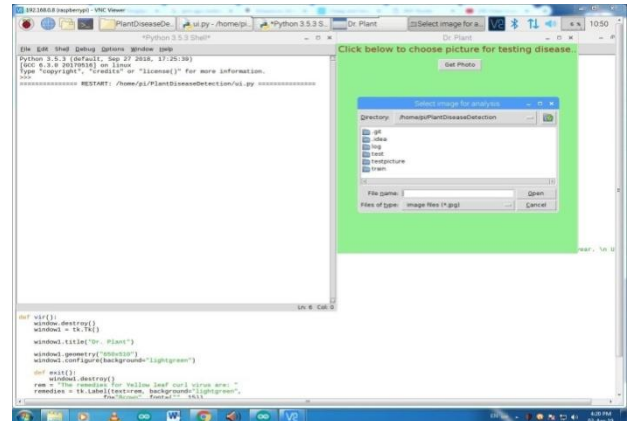 192.168.0.8 (raspberrypi) - VNC Viewer
PlantDiseaseDe...
ui.py - /home/pi...
*Python 3.5.3 S...
Dr. Plant
Select image for a...
10:50
*Python 3.5.3 Shell*
File Edit Shell Debug Options Window Help
Python 3.5.3 (default, Sep 27 2018, 17:25:39)
[GCC 6.3.0 20170516] on linux
Type "copyright", "credits" or "license()" for more information.
>>>
=============== RESTART: /home/pi/PlantDiseaseDetection/ui.py ===============
Ln: 6 Col: 0
Dr. Plant
Click below to choose picture for testing disease..
Get Photo
Select image for analysis
Directory: /home/pi/PlantDiseaseDetection
.git
.idea
log
test
testpicture
train
File name:
Open
Files of type: image files (*.jpg)
Cancel
ear. \n U
def vir():
window.destroy()
window1 = tk.Tk()
window1.title("Dr. Plant")
window1.geometry("650x510")
window1.configure(background="lightgreen")
def exit():
window1.destroy()
rem = "The remedies for Yellow leaf curl virus are: "
remedies = tk.Label(text=rem, background="lightgreen",
4:20 PM